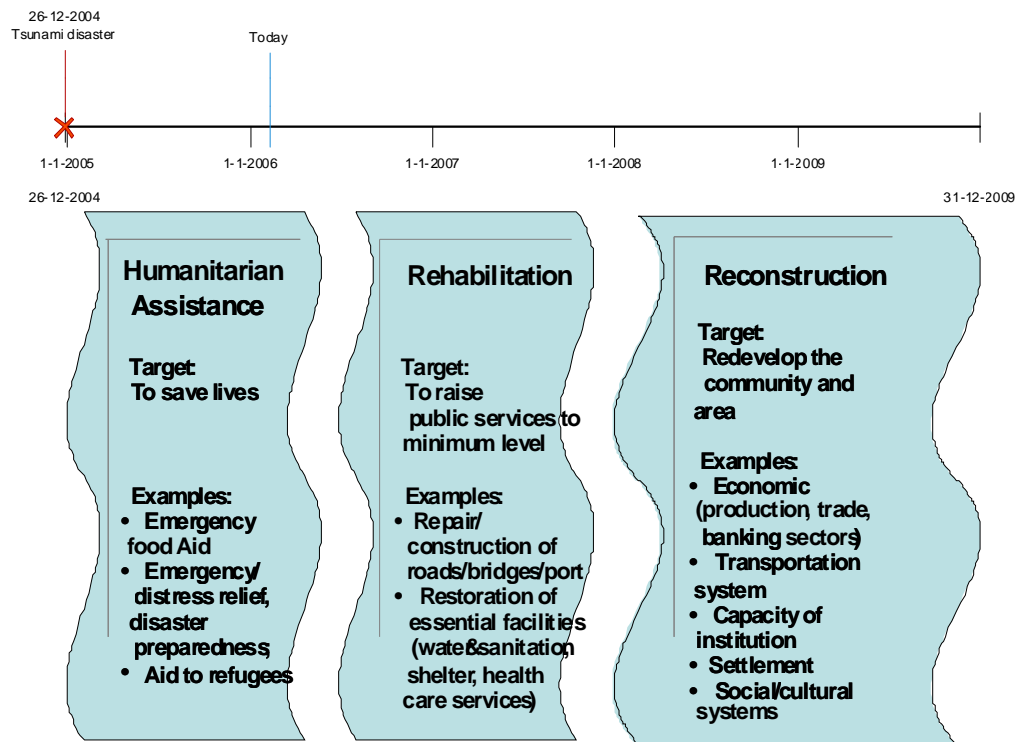 26-12-2004
Tsunami disaster
Today
1-1-2005
1-1-2006
1-1-2007
1-1-2008
1-1-2009
26-12-2004
31-12-2009
Humanitarian
Assistance
Target:
To save lives
Examples:
• Emergency
food Aid
• Emergency/
distress relief,
disaster
preparedness;
• Aid to refugees
Rehabilitation
Target:
To raise
public services to
minimum level
Examples:
• Repair/
construction of
roads/bridges/port
• Restoration of
essential facilities
(water&sanitation,
shelter, health
care services)
Reconstruction
Target:
Redevelop the
community and
area
Examples:
• Economic
(production, trade,
banking sectors)
• Transportation
system
• Capacity of
institution
• Settlement
• Social/cultural
systems